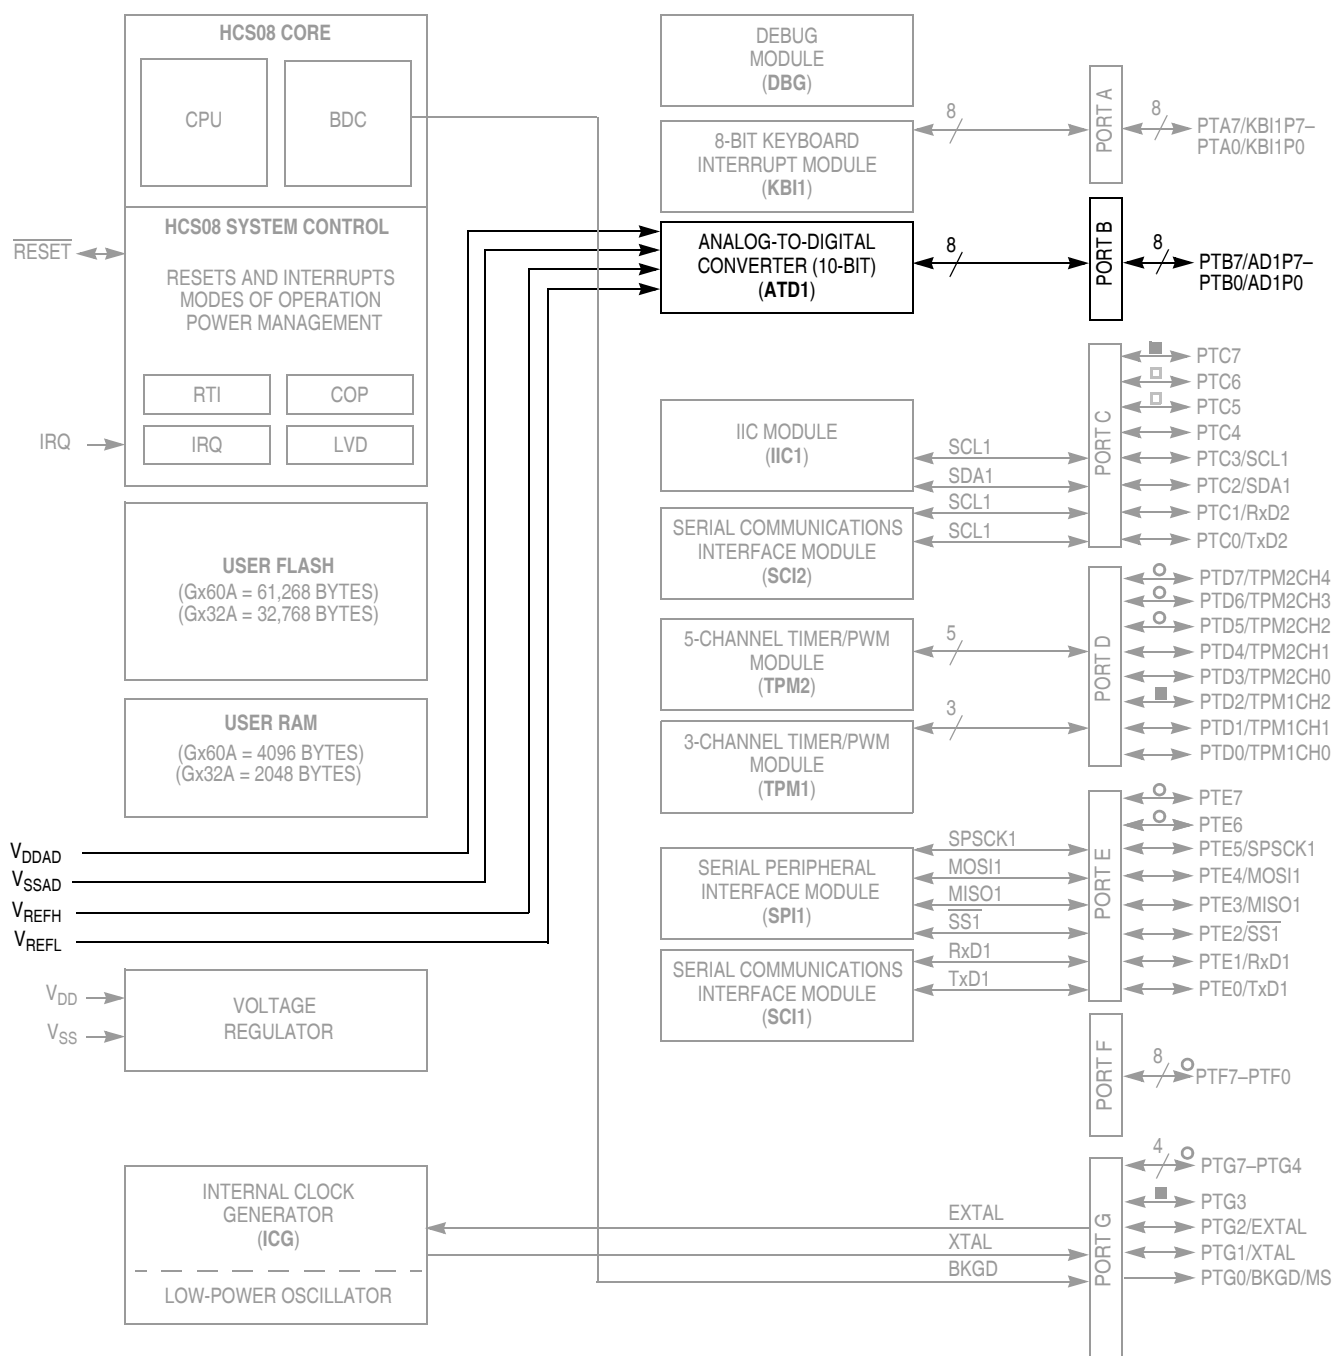 HCS08 CORE
CPU
BDC
HCS08 SYSTEM CONTROL
RESET
RESETS AND INTERRUPTS
MODES OF OPERATION
POWER MANAGEMENT
RTI
COP
IRQ
IRQ
LVD
USER FLASH
(Gx60A = 61,268 BYTES)
(Gx32A = 32,768 BYTES)
USER RAM
(Gx60A = 4096 BYTES)
(Gx32A = 2048 BYTES)
VDDAD
VSSAD
VREFH
VREFL
VDD
VSS
VOLTAGE
REGULATOR
INTERNAL CLOCK
GENERATOR
(ICG)
LOW-POWER OSCILLATOR
DEBUG
MODULE
(DBG)
8-BIT KEYBOARD
INTERRUPT MODULE
(KBI1)
8
PORT A
8
PTA7/KBI1P7–
PTA0/KBI1P0
ANALOG-TO-DIGITAL
CONVERTER (10-BIT)
(ATD1)
8
PORT B
8
PTB7/AD1P7–
PTB0/AD1P0
IIC MODULE
(IIC1)
SCL1
SDA1
SCL1
SCL1
SERIAL COMMUNICATIONS
INTERFACE MODULE
(SCI2)
PORT C
PTC7
PTC6
PTC5
PTC4
PTC3/SCL1
PTC2/SDA1
PTC1/RxD2
PTC0/TxD2
5-CHANNEL TIMER/PWM
MODULE
(TPM2)
5
3-CHANNEL TIMER/PWM
MODULE
(TPM1)
3
PORT D
PTD7/TPM2CH4
PTD6/TPM2CH3
PTD5/TPM2CH2
PTD4/TPM2CH1
PTD3/TPM2CH0
PTD2/TPM1CH2
PTD1/TPM1CH1
PTD0/TPM1CH0
SERIAL PERIPHERAL
INTERFACE MODULE
(SPI1)
SPSCK1
MOSI1
MISO1
SS1
RxD1
TxD1
SERIAL COMMUNICATIONS
INTERFACE MODULE
(SCI1)
PORT E
PTE7
PTE6
PTE5/SPSCK1
PTE4/MOSI1
PTE3/MISO1
PTE2/SS1
PTE1/RxD1
PTE0/TxD1
PORT F
8
PTF7–PTF0
EXTAL
XTAL
BKGD
PORT G
4
PTG7–PTG4
PTG3
PTG2/EXTAL
PTG1/XTAL
PTG0/BKGD/MS